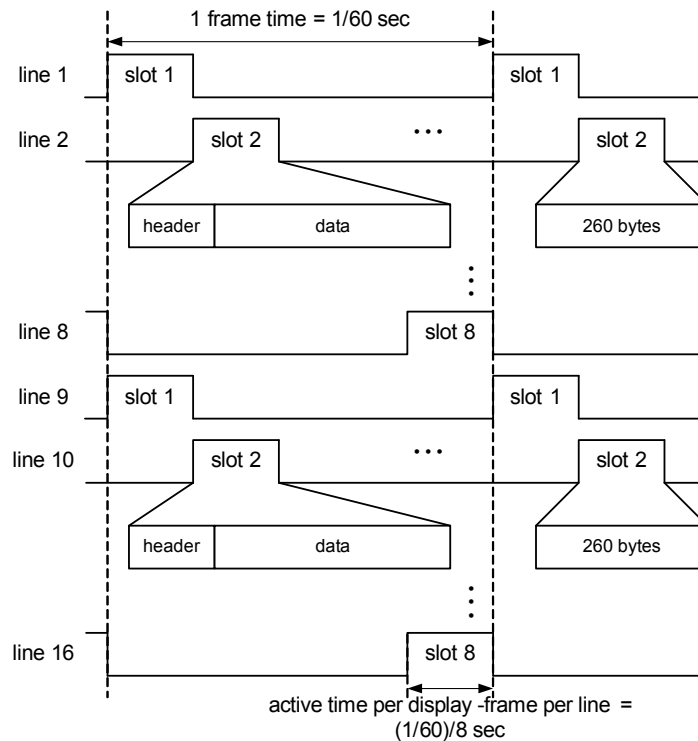 1 frame time = 1/60 sec
line 1 slot 1 slot 1
line 2 slot 2 ... slot 2
header data 260 bytes
line 8 slot 8
line 9 slot 1 slot 1
line 10 slot 2 ... slot 2
header data 260 bytes
line 16 slot 8
active time per display -frame per line =
(1/60)/8 sec